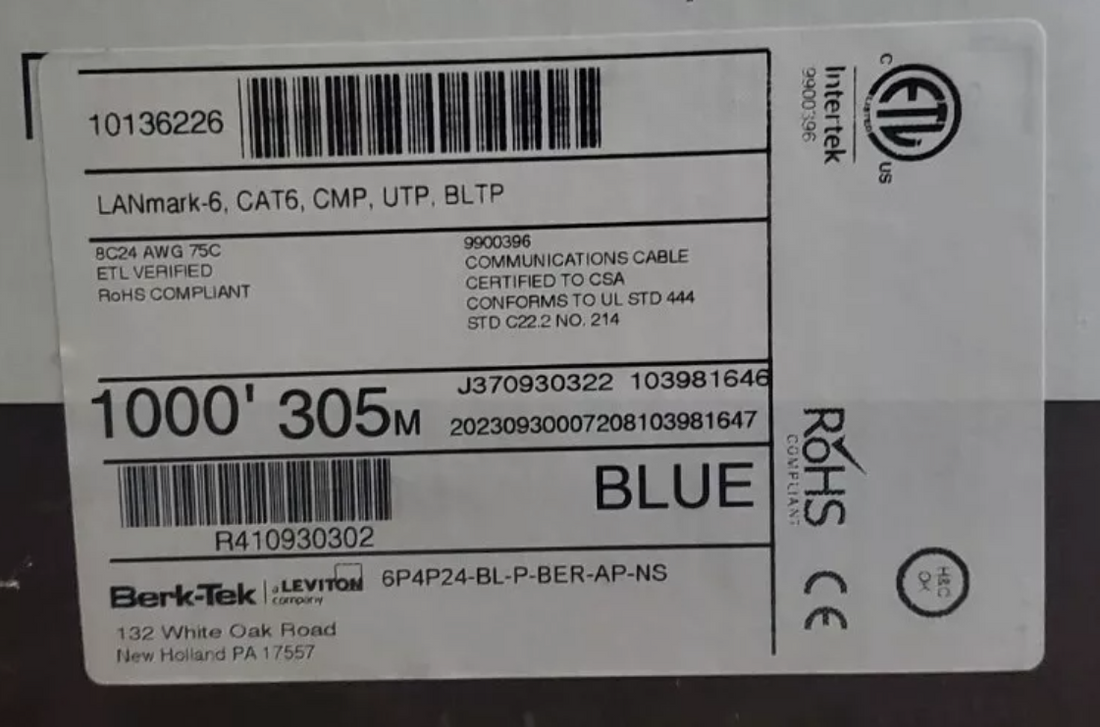 10136226
LANmark-6, CAT6, CMP, UTP, BLTP
8C24 AWG 75C
ETL VERIFIED
RoHS COMPLIANT
9900396
COMMUNICATIONS CABLE
CERTIFIED TO CSA
CONFORMS TO UL STD 444
STD C22.2 NO. 214
1000' 305M
J370930322 103981646
20230930007208103981647
R410930302
BLUE
Berk-Tek a LEVITON company
6P4P24-BL-P-BER-AP-NS
132 White Oak Road
New Holland PA 17557
C ETL US
LISTED
Intertek
9900396
RoHS
COMPLIANT
CE
H&C
OK